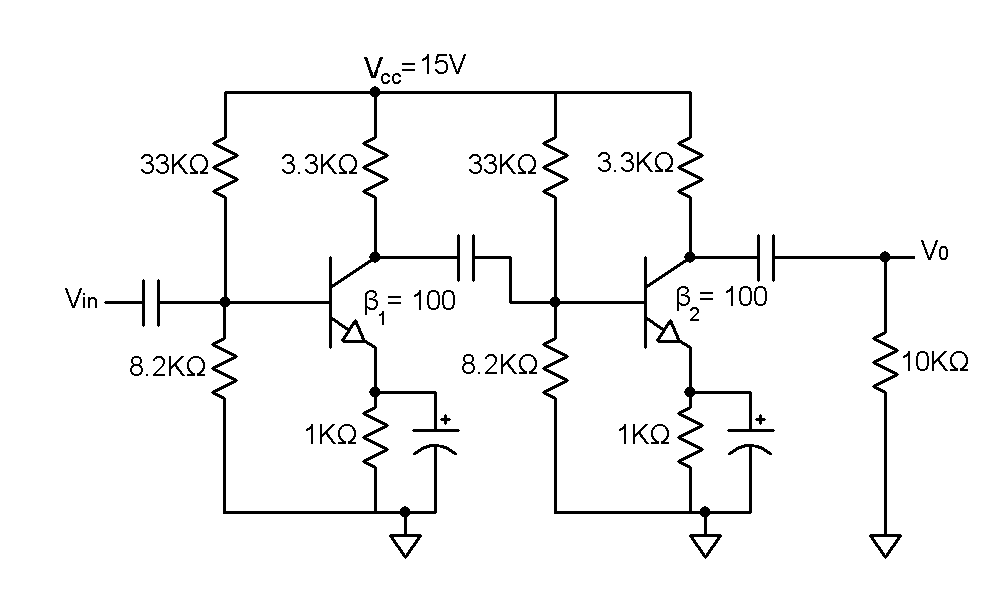 Vcc=15V
33KΩ
3.3KΩ
33KΩ
3.3KΩ
Vin
β1= 100
β2= 100
V0
8.2KΩ
8.2KΩ
10KΩ
1KΩ
+
1KΩ
+